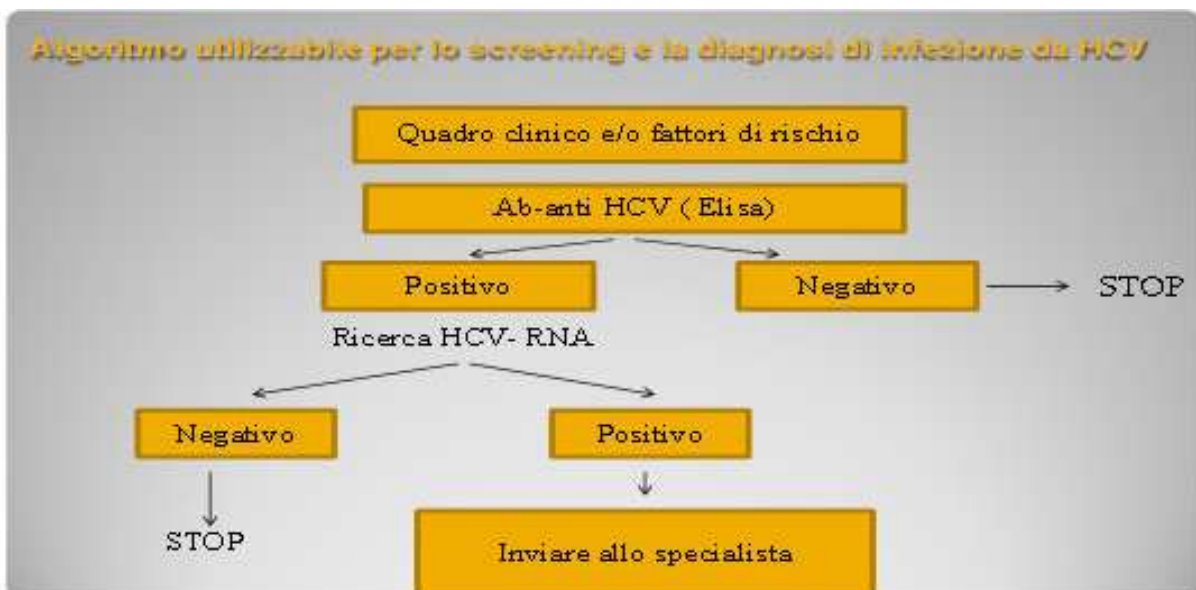 Algoritmo utilizzabile per lo screening e la diagnosi di infezione da HCV
Quadro clinico e/o fattori di rischio
Ab-anti HCV ( Elisa)
Positivo
Negativo
STOP
Ricerca HCV- RNA
Negativo
Positivo
STOP
Inviare allo specialista